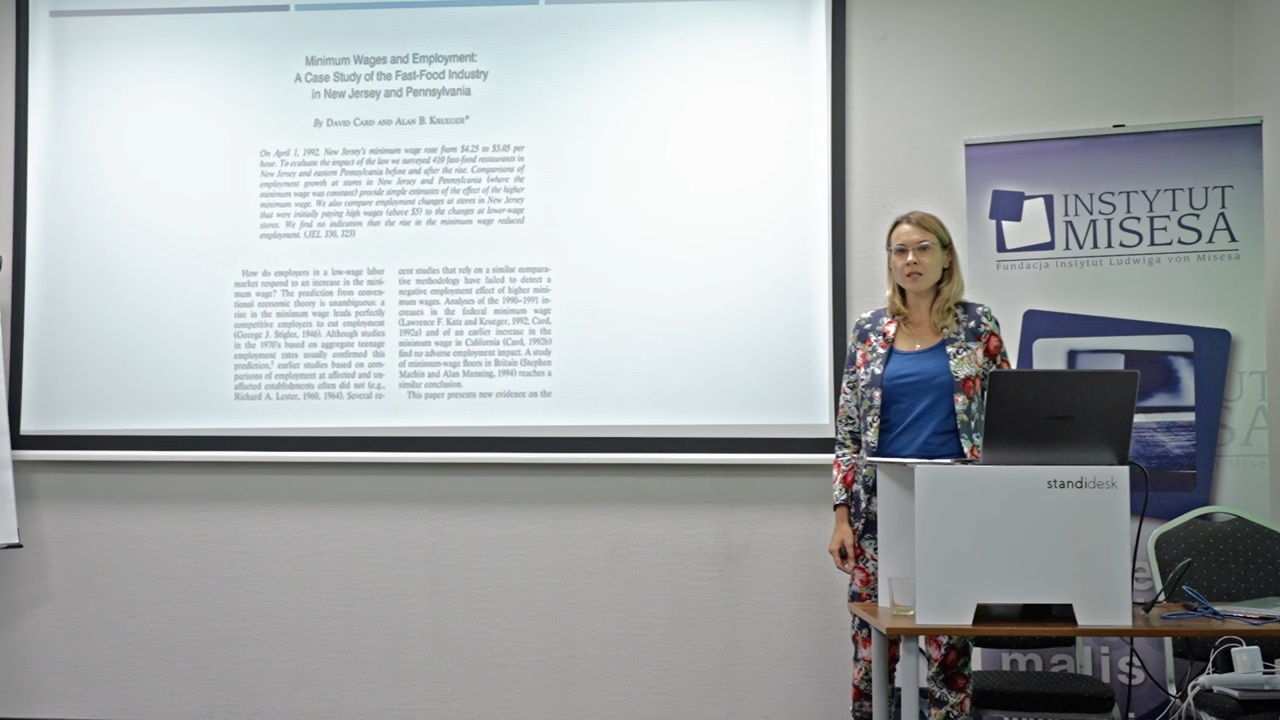 Minimum Wages and Employment:
A Case Study of the Fast-Food Industry
in New Jersey and Pennsylvania
By DAVID CARD AND ALAN B. KRUEGER*
On April 1, 1992, New Jersey's minimum wage rose from $4.25 to $5.05 per
hour. To evaluate the impact of the law we surveyed 410 fast-food restaurants in
New Jersey and eastern Pennsylvania before and after the rise. Comparisons of
employment growth at stores in New Jersey and Pennsylvania (where the
minimum wage was constant) provide simple estimates of the effect of the higher
minimum wage. We also compare employment changes at stores in New Jersey
that were initially paying high wages (above $5) to the changes at lower-wage
stores. We find no indication that the rise in the minimum wage reduced
employment. (JEL J30, J23)
How do employers in a low-wage labor
market respond to an increase in the mini-
mum wage? The prediction from conven-
tional economic theory is unambiguous: a
rise in the minimum wage leads perfectly
competitive employers to cut employment
(George J. Stigler, 1946). Although studies
in the 1970's based on aggregate teenage
employment rates usually confirmed this
prediction,¹ earlier studies based on com-
parisons of employment at affected and un-
affected establishments often did not (e.g.,
Richard A. Lester, 1960, 1964). Several re-
cent studies that rely on a similar compara-
tive methodology have failed to detect a
negative employment effect of higher mini-
mum wages. Analyses of the 1990-1991 in-
creases in the federal minimum wage
(Lawrence F. Katz and Krueger, 1992; Card,
1992a) and of an earlier increase in the
minimum wage in California (Card, 1992b)
find no adverse employment impact. A study
of minimum-wage floors in Britain (Stephen
Machin and Alan Manning, 1994) reaches a
similar conclusion.
This paper presents new evidence on the
INSTYTUT
MISESA
Fundacja Instytut Ludwiga von Misesa
standidesk
malis